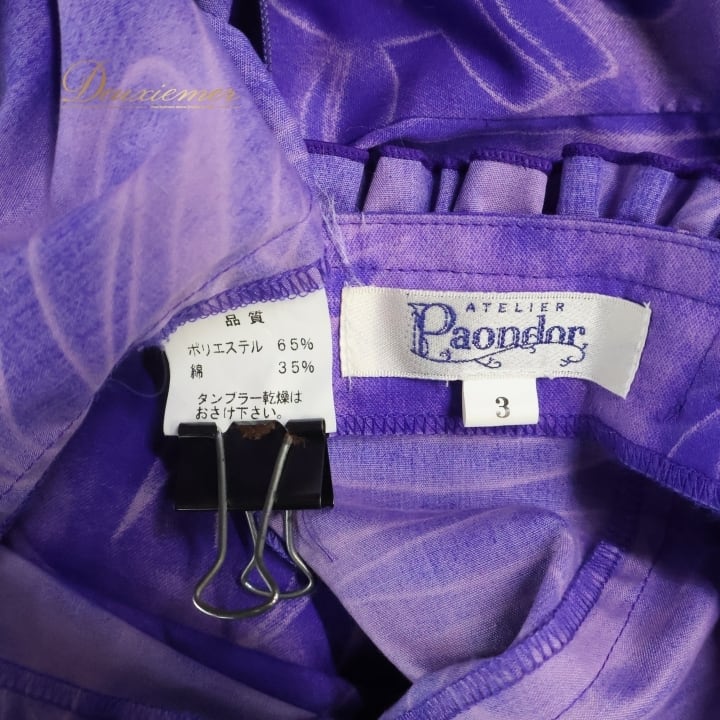 Deuxiemer
品質
ポリエステル 65%
綿 35%
タンブラー乾燥は
おさけ下さい。
ATELIER
Paondor
3